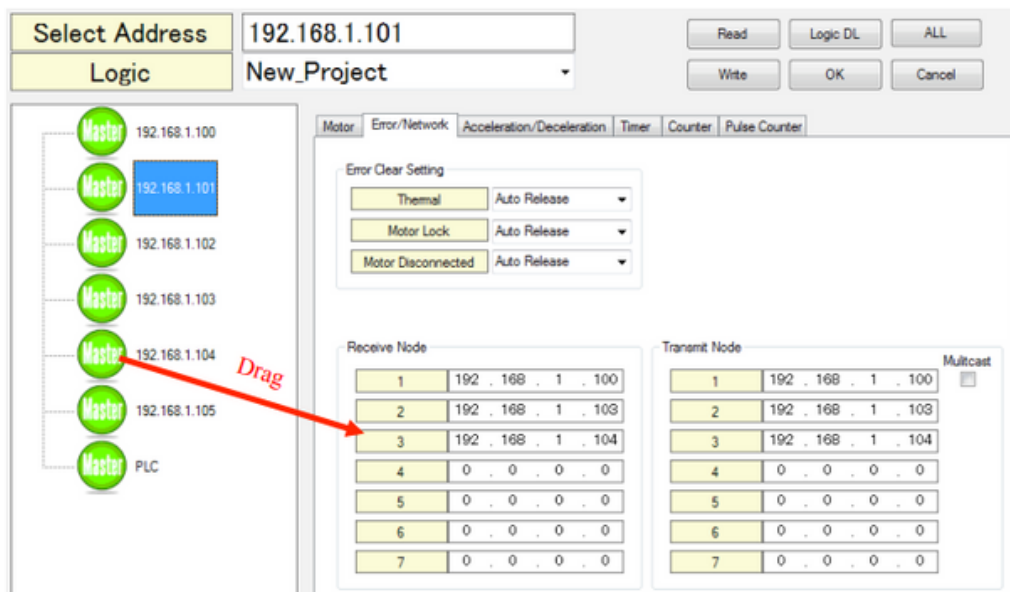 Select Address 192.168.1.101 Read Logic DL ALL
Logic New_Project Write OK Cancel
Master 192.168.1.100
Master 192.168.1.101
Master 192.168.1.102
Master 192.168.1.103
Master 192.168.1.104
Master 192.168.1.105
Master PLC
Drag
Motor Error/Network Acceleration/Deceleration Timer Counter Pulse Counter
Error Clear Setting
Thermal Auto Release
Motor Lock Auto Release
Motor Disconnected Auto Release
Receive Node
1 192 . 168 . 1 . 100
2 192 . 168 . 1 . 103
3 192 . 168 . 1 . 104
4 0 . 0 . 0 . 0
5 0 . 0 . 0 . 0
6 0 . 0 . 0 . 0
7 0 . 0 . 0 . 0
Transmit Node
Mulitcast
1 192 . 168 . 1 . 100
2 192 . 168 . 1 . 103
3 192 . 168 . 1 . 104
4 0 . 0 . 0 . 0
5 0 . 0 . 0 . 0
6 0 . 0 . 0 . 0
7 0 . 0 . 0 . 0